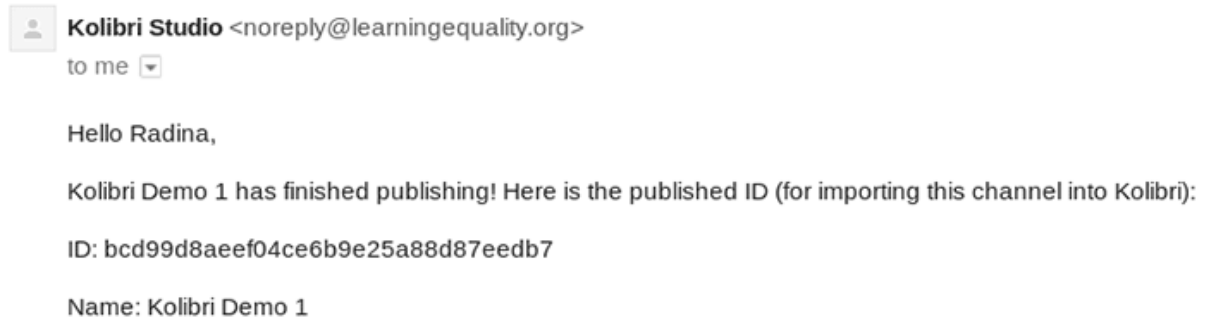 Kolibri Studio <noreply@learningequality.org>
to me
Hello Radina,
Kolibri Demo 1 has finished publishing! Here is the published ID (for importing this channel into Kolibri):
ID: bcd99d8aeef04ce6b9e25a88d87eedb7
Name: Kolibri Demo 1